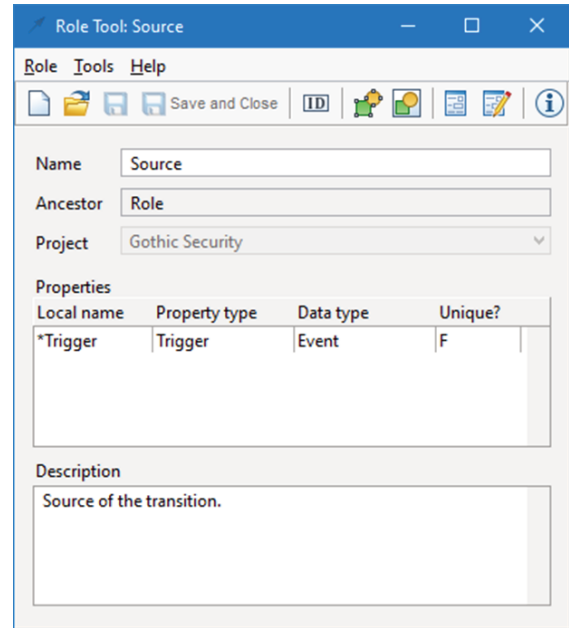 Role Tool: Source
Role Tools Help
Save and Close ID
Name Source
Ancestor Role
Project Gothic Security
Properties
Local name Property type Data type Unique?
*Trigger Trigger Event F
Description
Source of the transition.